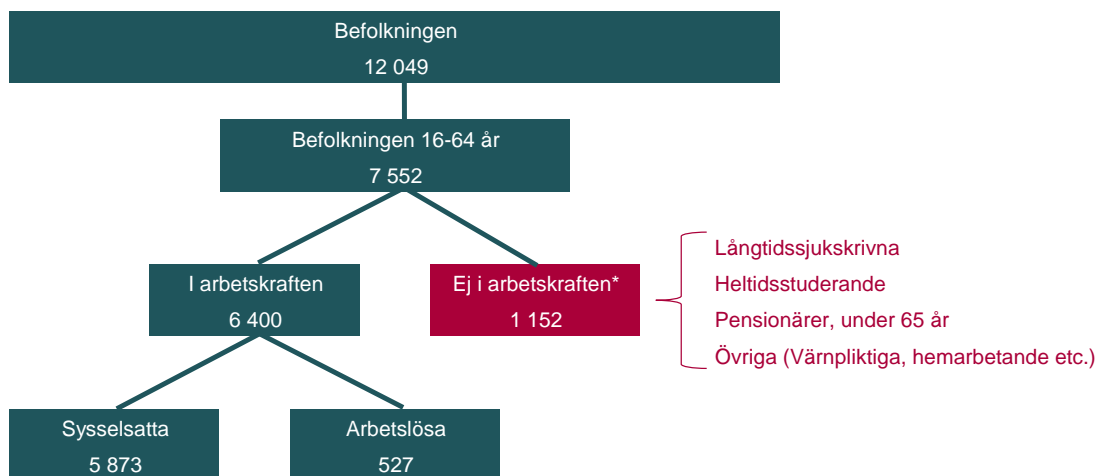 Befolkningen
12 049
Befolkningen 16-64 år
7 552
I arbetskraften
6 400
Ej i arbetskraften*
1 152
Långtidssjukskrivna
Heltidsstuderande
Pensionärer, under 65 år
Övriga (Värnpliktiga, hemarbetande etc.)
Sysselsatta
5 873
Arbetslösa
527